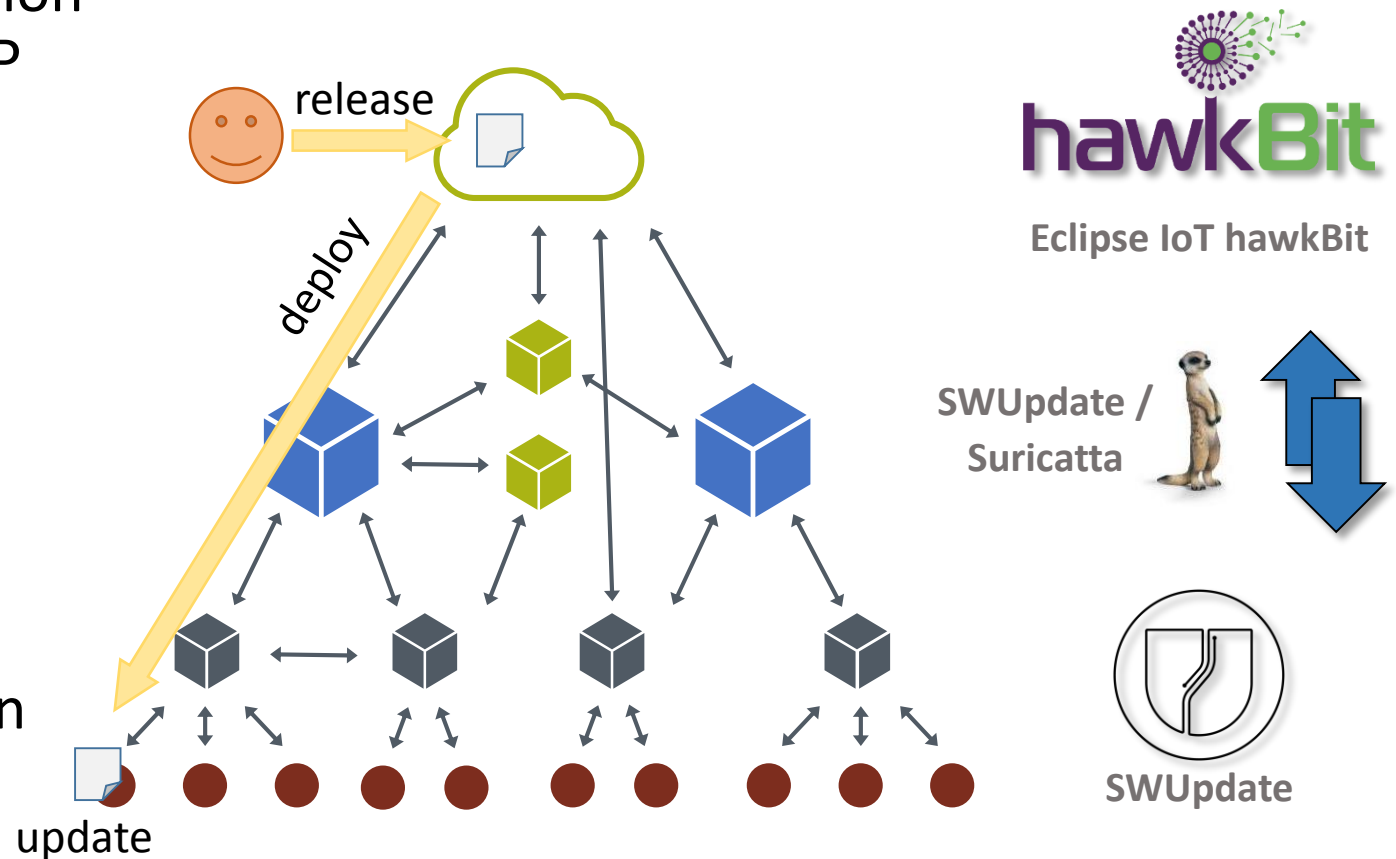 release
hawkBit
Eclipse IoT hawkBit
deploy
SWUpdate /
Suricatta
SWUpdate
update